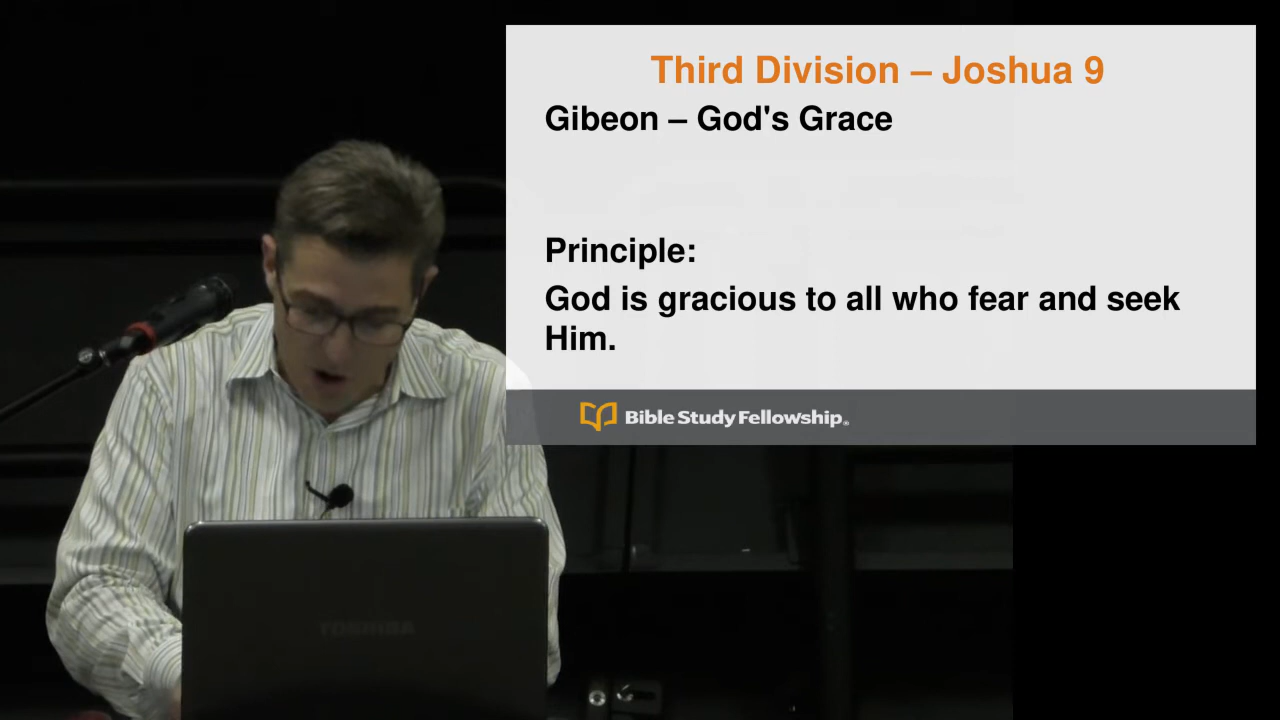 Third Division – Joshua 9
Gibeon – God's Grace
Principle:
God is gracious to all who fear and seek
Him.
Bible Study Fellowship®
TOSHIBA